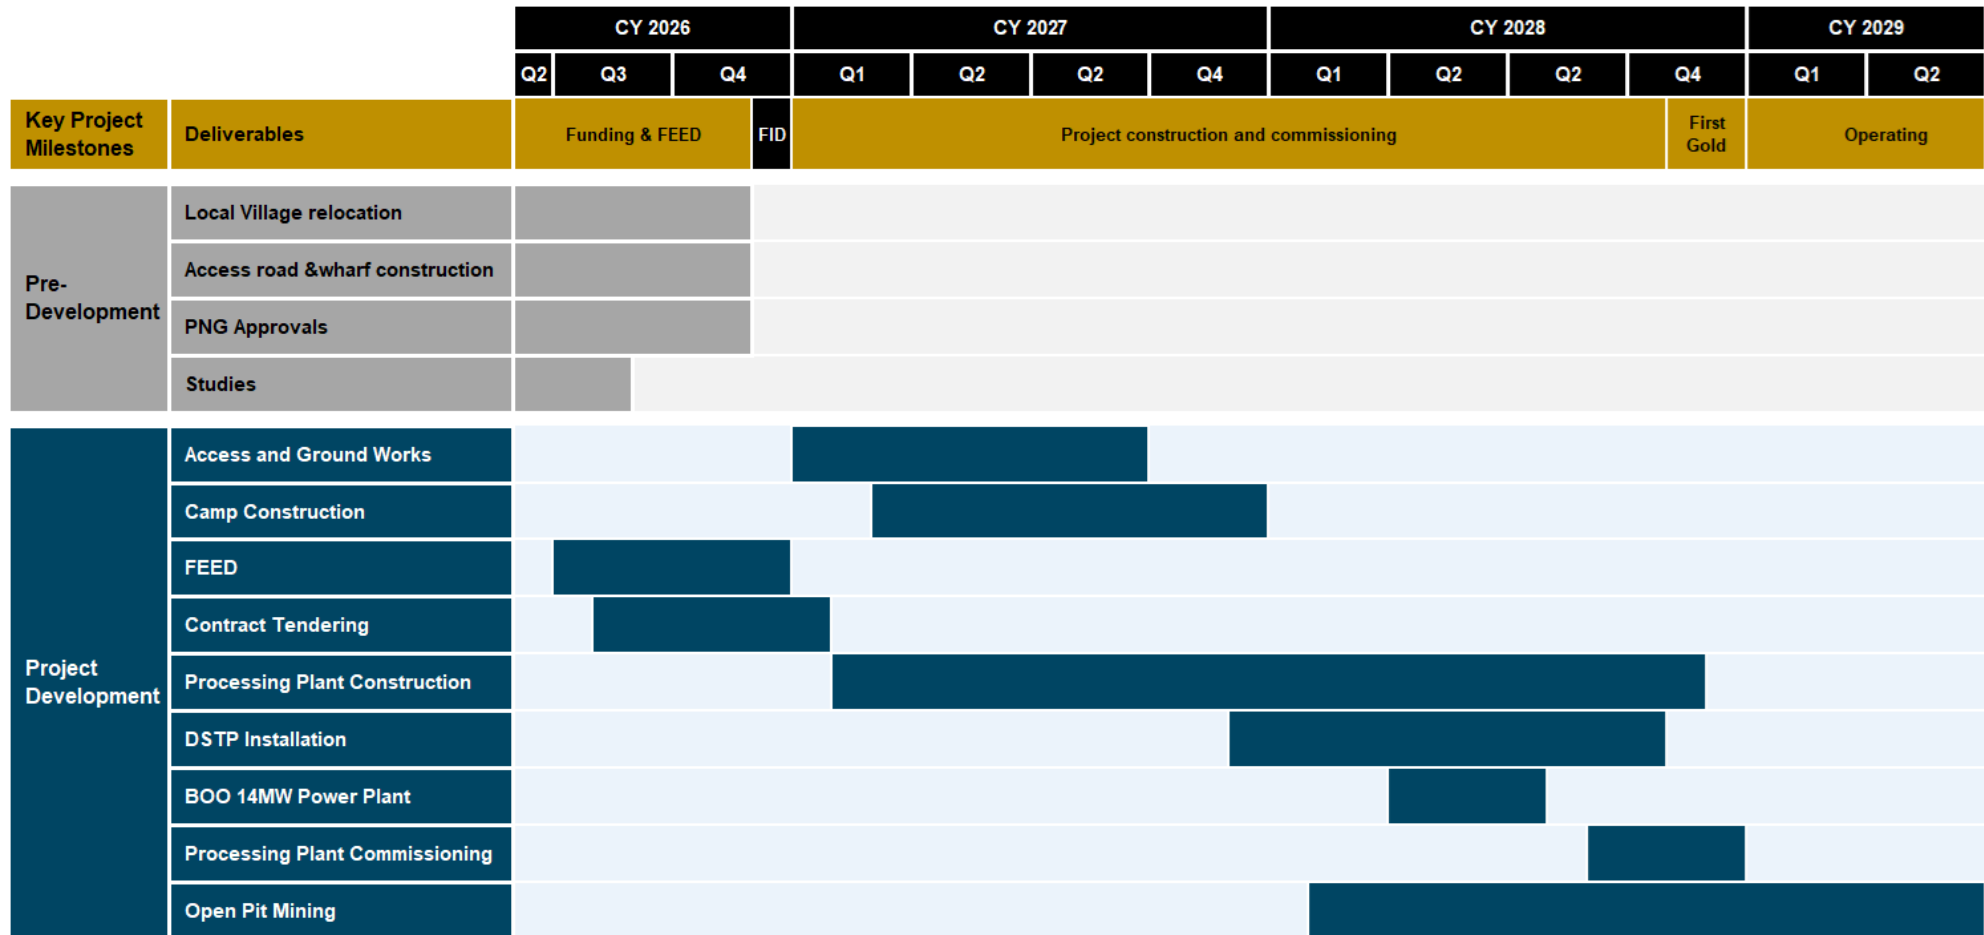 CY 2026 CY 2027 CY 2028 CY 2029
Q2 Q3 Q4 Q1 Q2 Q2 Q4 Q1 Q2 Q2 Q4 Q1 Q2
Key Project
Milestones
Deliverables
Funding & FEED
FID
Project construction and commissioning
First
Gold
Operating
Pre-
Development
Local Village relocation
Access road &wharf construction
PNG Approvals
Studies
Project
Development
Access and Ground Works
Camp Construction
FEED
Contract Tendering
Processing Plant Construction
DSTP Installation
BOO 14MW Power Plant
Processing Plant Commissioning
Open Pit Mining